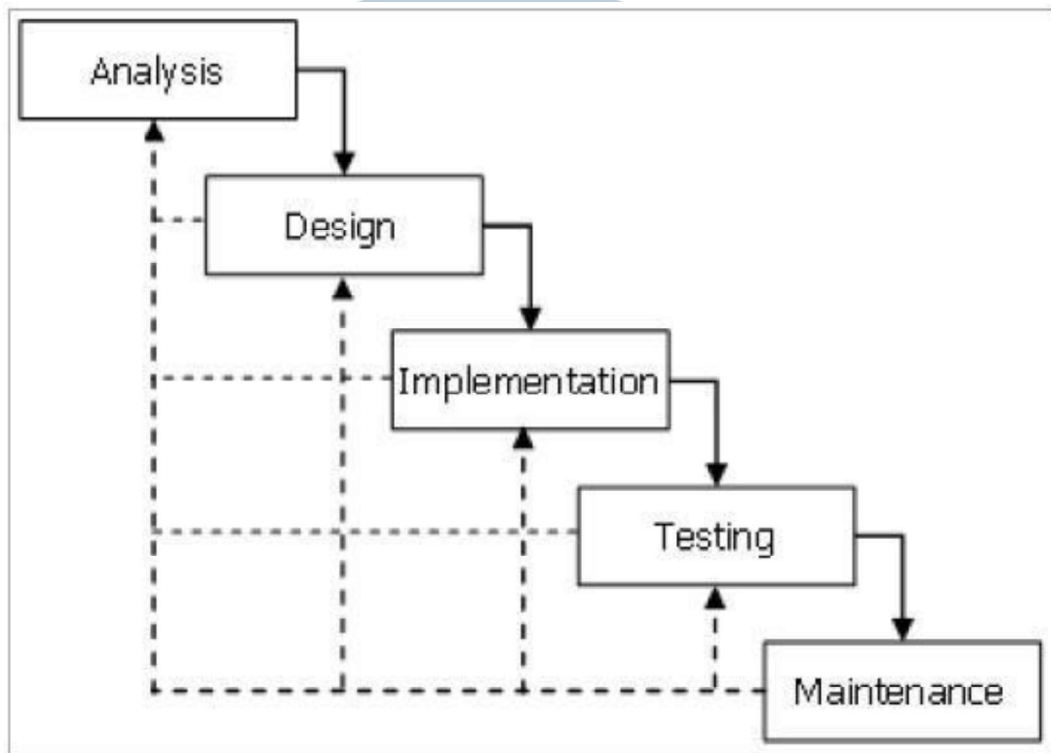 Analysis
Design
Implementation
Testing
Maintenance